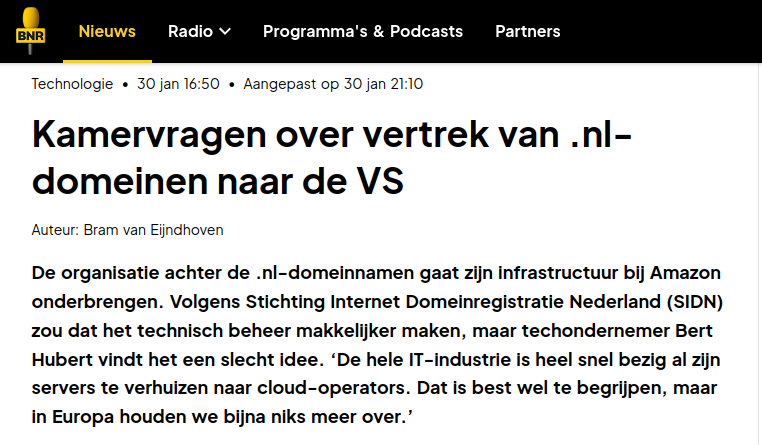 BNR
Nieuws
Radio
Programma's & Podcasts
Partners
Technologie • 30 jan 16:50 • Aangepast op 30 jan 21:10
Kamervragen over vertrek van .nl-
domeinen naar de VS
Auteur: Bram van Eijndhoven
De organisatie achter de .nl-domeinnamen gaat zijn infrastructuur bij Amazon
onderbrengen. Volgens Stichting Internet Domeinregistratie Nederland (SIDN)
zou dat het technisch beheer makkelijker maken, maar techondernemer Bert
Hubert vindt het een slecht idee. ‘De hele IT-industrie is heel snel bezig al zijn
servers te verhuizen naar cloud-operators. Dat is best wel te begrijpen, maar
in Europa houden we bijna niks meer over.’